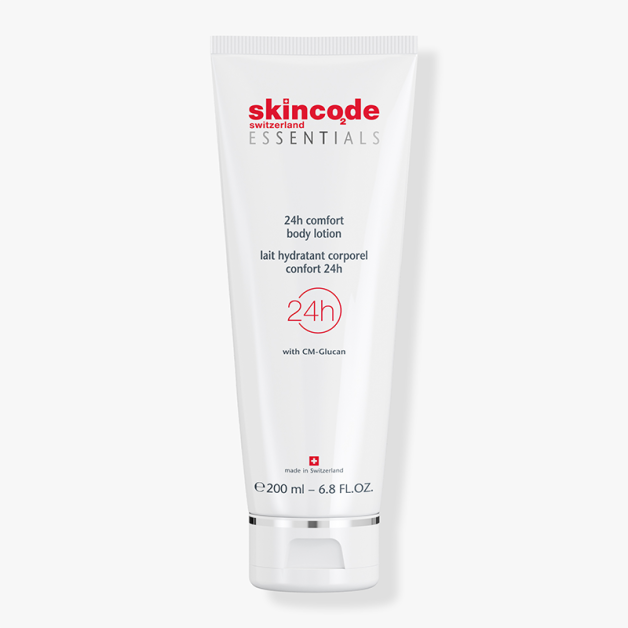 skinco2de
switzerland
ESSENTIALS
24h comfort
body lotion
lait hydratant corporel
confort 24h
24h
with CM-Glucan
made in Switzerland
℮200 ml – 6.8 FL.OZ.